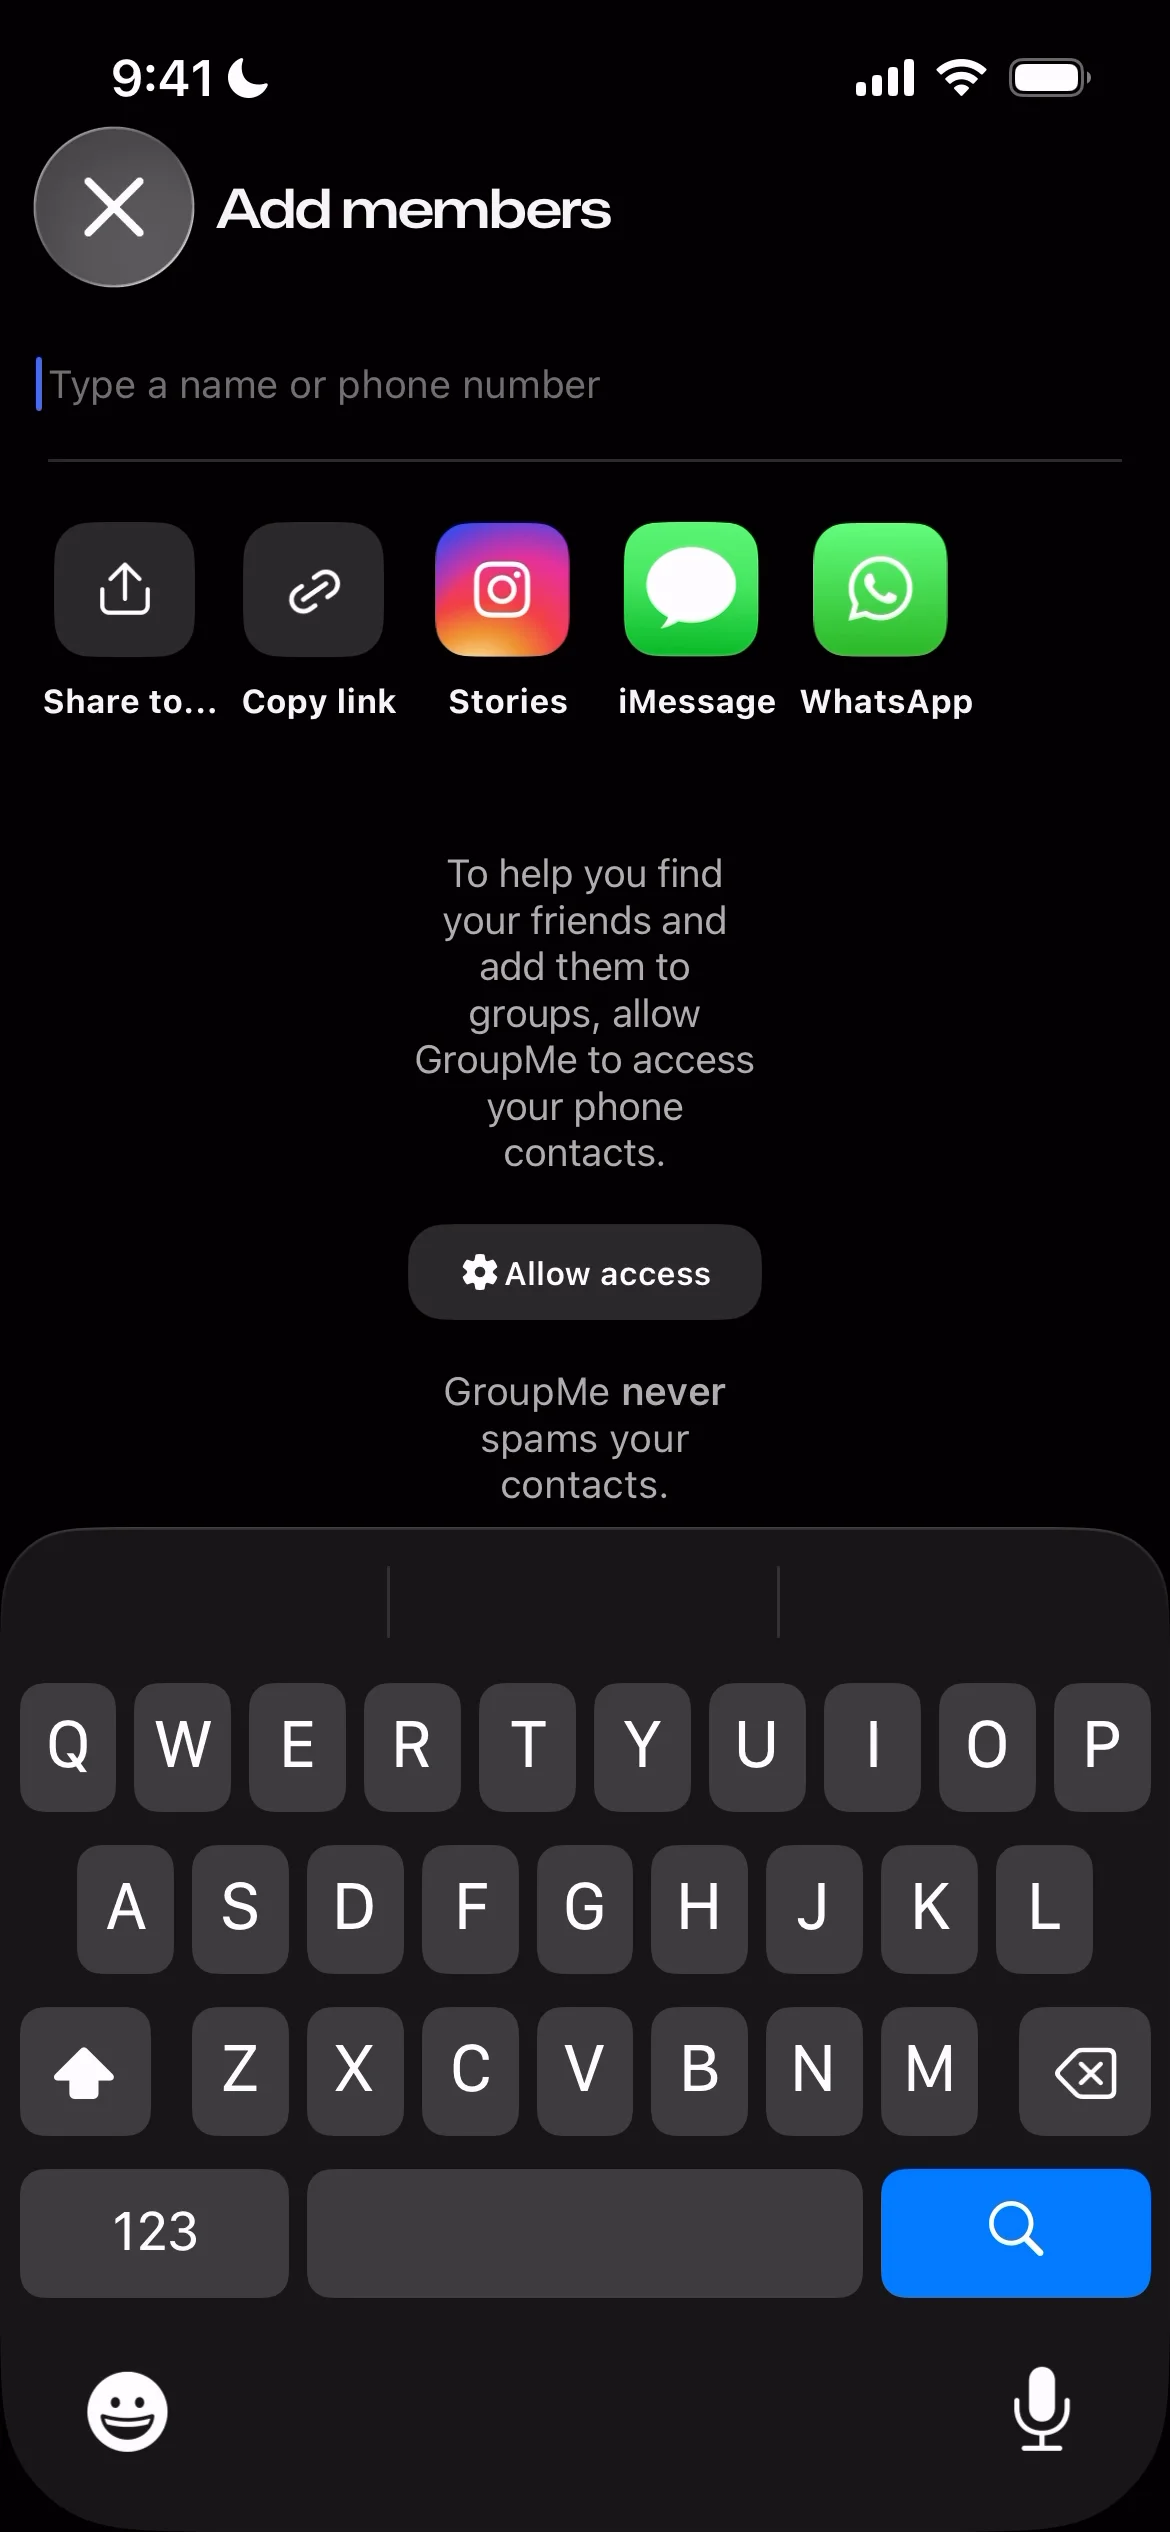 9:41
Add members
Type a name or phone number
Share to...
Copy link
Stories
iMessage
WhatsApp
To help you find
your friends and
add them to
groups, allow
GroupMe to access
your phone
contacts.
Allow access
GroupMe never
spams your
contacts.
Q W E R T Y U I O P
A S D F G H J K L
Z X C V B N M
123